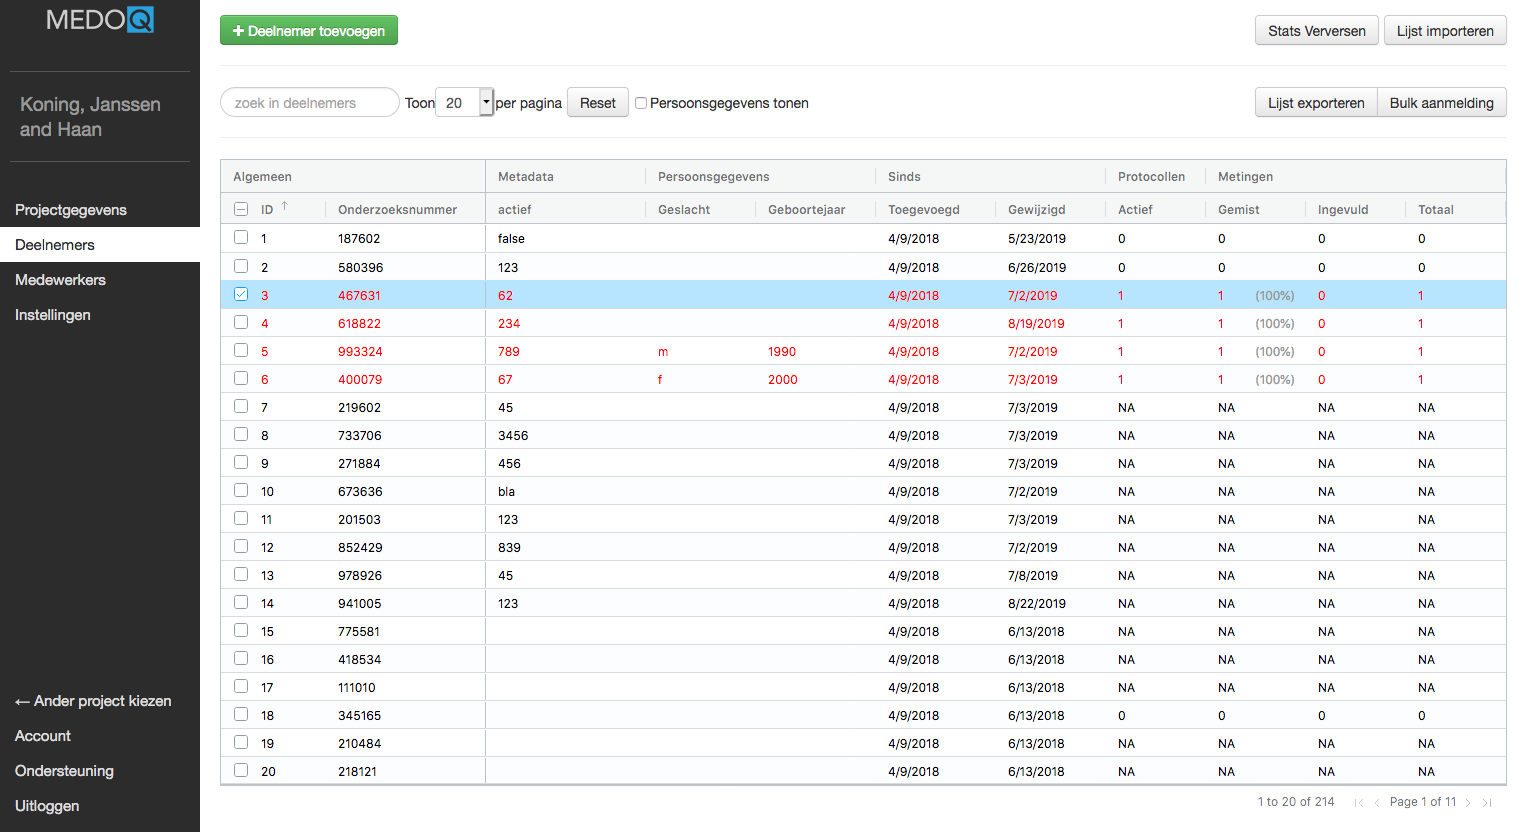 MEDOQ
Koning, Janssen
and Haan
Projectgegevens
Deelnemers
Medewerkers
Instellingen
← Ander project kiezen
Account
Ondersteuning
Uitloggen
+ Deelnemer toevoegen Stats Verversen Lijst importeren
zoek in deelnemers Toon 20 per pagina Reset Persoonsgegevens tonen Lijst exporteren Bulk aanmelding
Algemeen Metadata Persoonsgegevens Sinds Protocollen Metingen
ID ↑ Onderzoeksnummer actief Geslacht Geboortejaar Toegevoegd Gewijzigd Actief Gemist Ingevuld Totaal
1 187602 false 4/9/2018 5/23/2019 0 0 0 0
2 580396 123 4/9/2018 6/26/2019 0 0 0 0
3 467631 62 4/9/2018 7/2/2019 1 1 (100%) 0 1
4 618822 234 4/9/2018 8/19/2019 1 1 (100%) 0 1
5 993324 789 m 1990 4/9/2018 7/2/2019 1 1 (100%) 0 1
6 400079 67 f 2000 4/9/2018 7/3/2019 1 1 (100%) 0 1
7 219602 45 4/9/2018 7/3/2019 NA NA NA NA
8 733706 3456 4/9/2018 7/3/2019 NA NA NA NA
9 271884 456 4/9/2018 7/3/2019 NA NA NA NA
10 673636 bla 4/9/2018 7/2/2019 NA NA NA NA
11 201503 123 4/9/2018 7/3/2019 NA NA NA NA
12 852429 839 4/9/2018 7/2/2019 NA NA NA NA
13 978926 45 4/9/2018 7/8/2019 NA NA NA NA
14 941005 123 4/9/2018 8/22/2019 NA NA NA NA
15 775581 4/9/2018 6/13/2018 NA NA NA NA
16 418534 4/9/2018 6/13/2018 NA NA NA NA
17 111010 4/9/2018 6/13/2018 NA NA NA NA
18 345165 4/9/2018 6/13/2018 0 0 0 0
19 210484 4/9/2018 6/13/2018 NA NA NA NA
20 218121 4/9/2018 6/13/2018 NA NA NA NA
1 to 20 of 214 Page 1 of 11